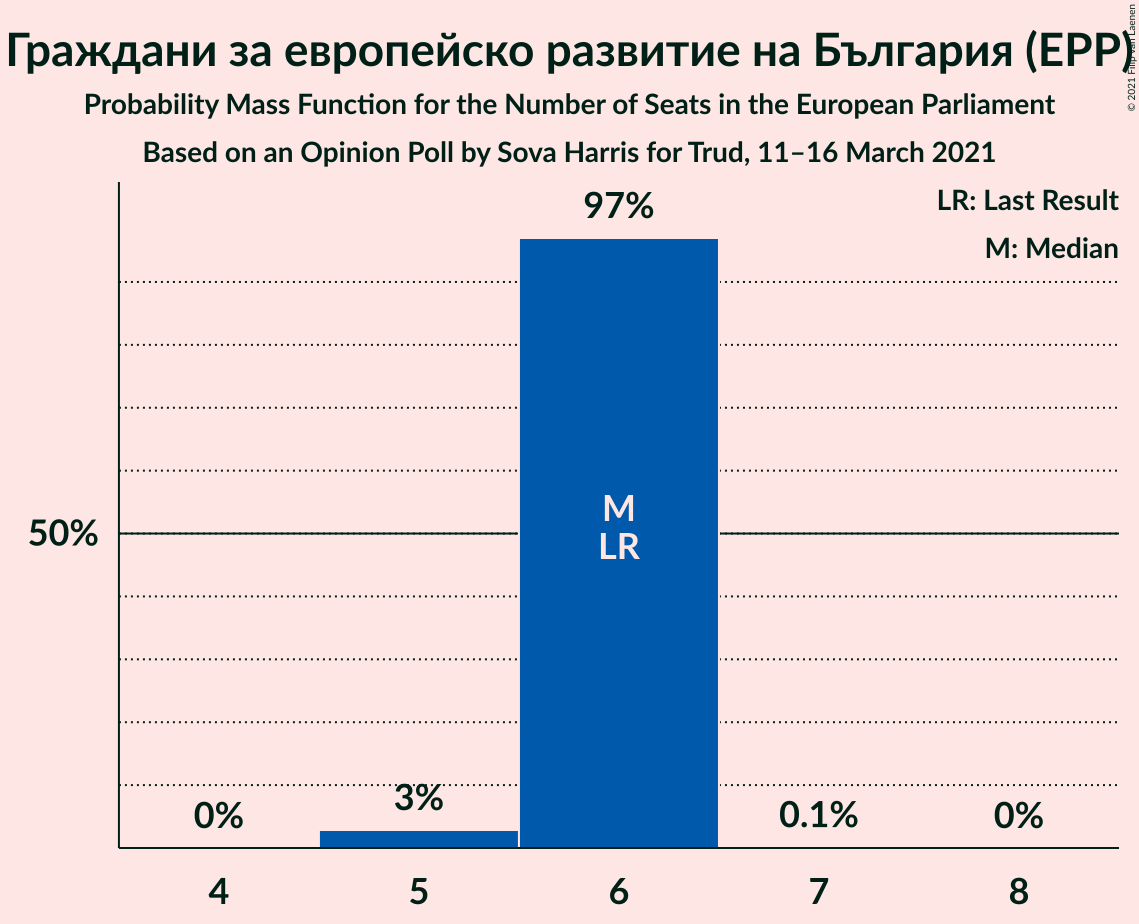 Граждани за европейско развитие на България (EPP)
© 2021 Filip van Laenen
Probability Mass Function for the Number of Seats in the European Parliament
Based on an Opinion Poll by Sova Harris for Trud, 11–16 March 2021
LR: Last Result
M: Median
97%
50%
M
LR
0%
3%
0.1%
0%
4
5
6
7
8